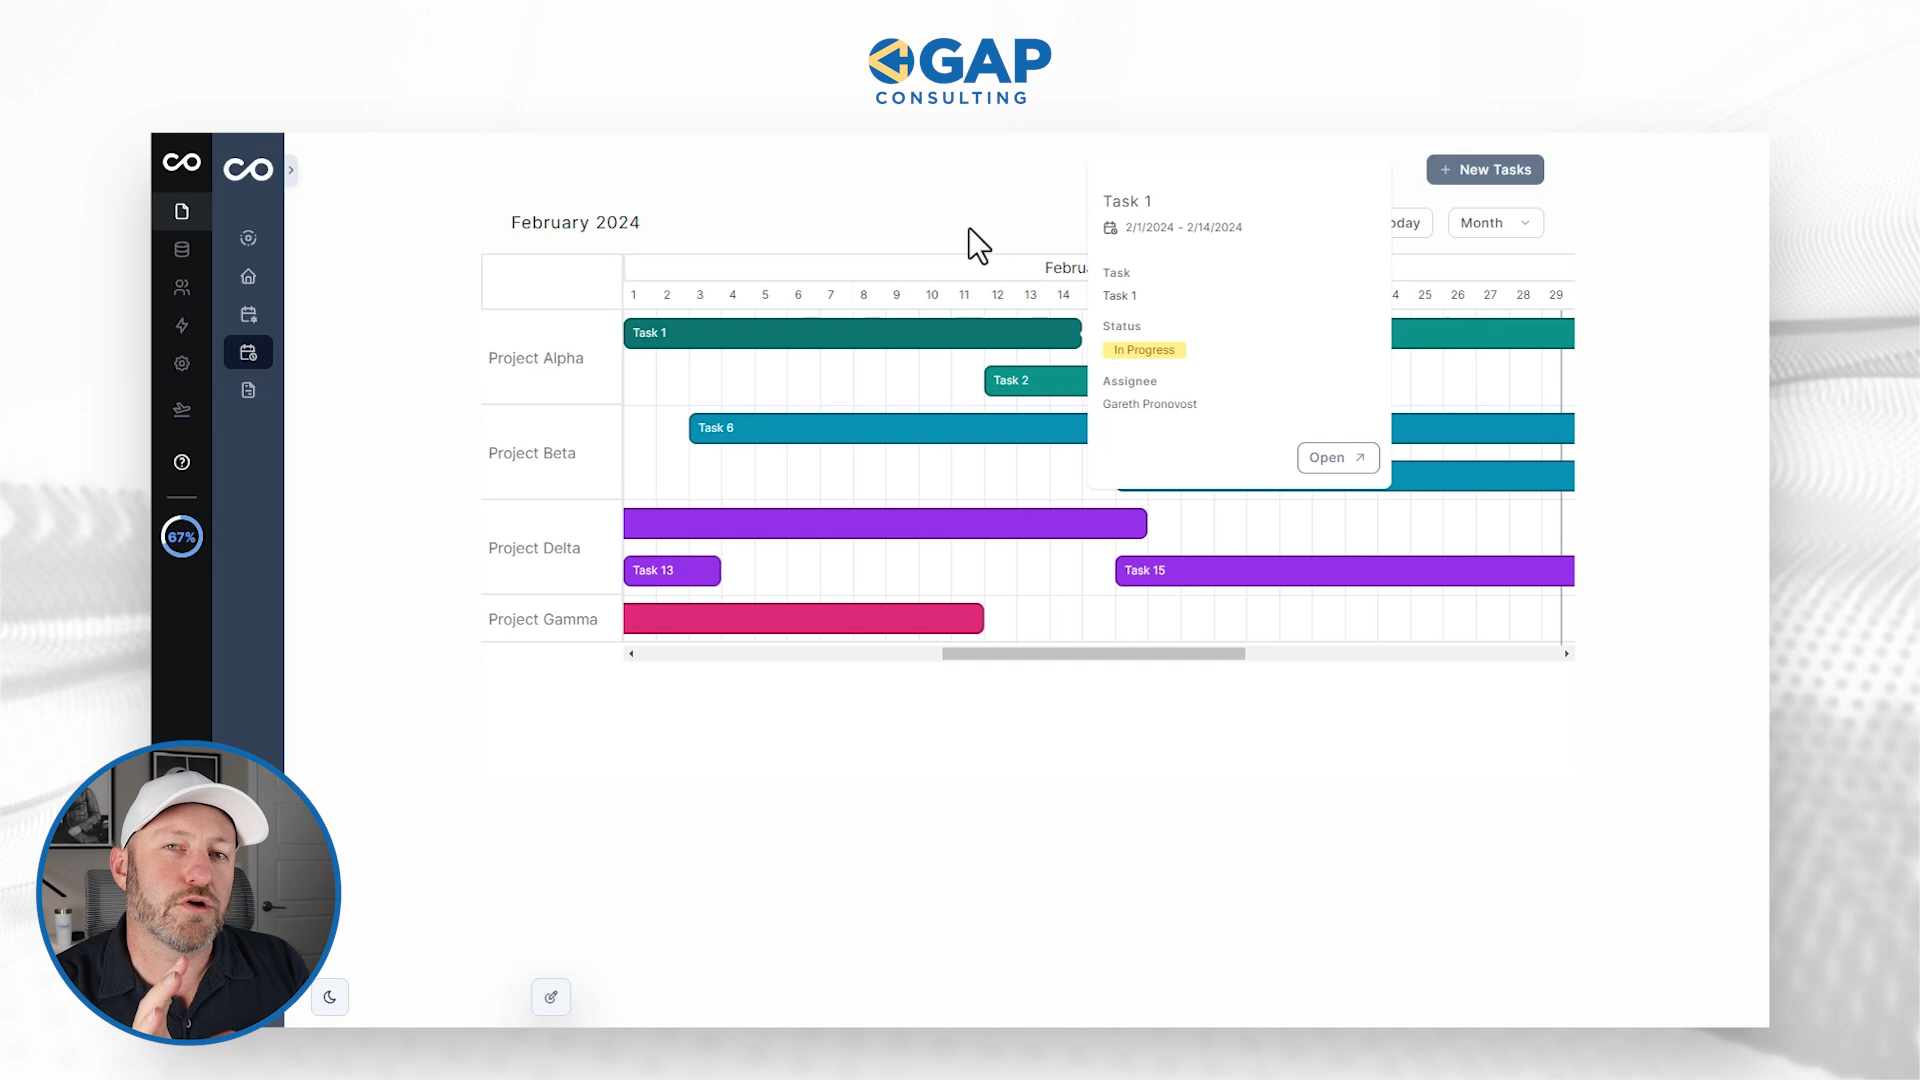 GAP
CONSULTING
+ New Tasks
February 2024
oday
Month
Task 1
2/1/2024 - 2/14/2024
Task
Task 1
Status
In Progress
Assignee
Gareth Pronovost
Open
Febru
1 2 3 4 5 6 7 8 9 10 11 12 13 14
4 25 26 27 28 29
Project Alpha
Task 1
Task 2
Project Beta
Task 6
Project Delta
Task 13
Task 15
Project Gamma
67%